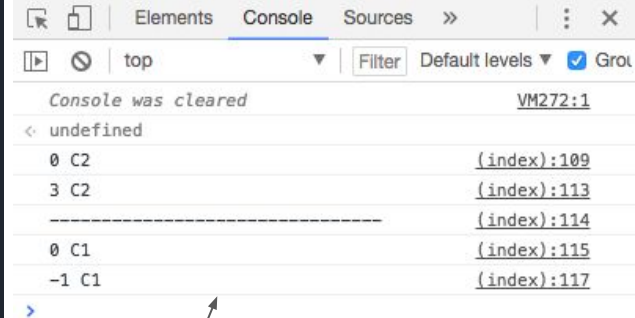 Elements Console Sources »
top Filter Default levels Grou
Console was cleared VM272:1
undefined
0 C2 (index):109
3 C2 (index):113
-------------------------------- (index):114
0 C1 (index):115
-1 C1 (index):117